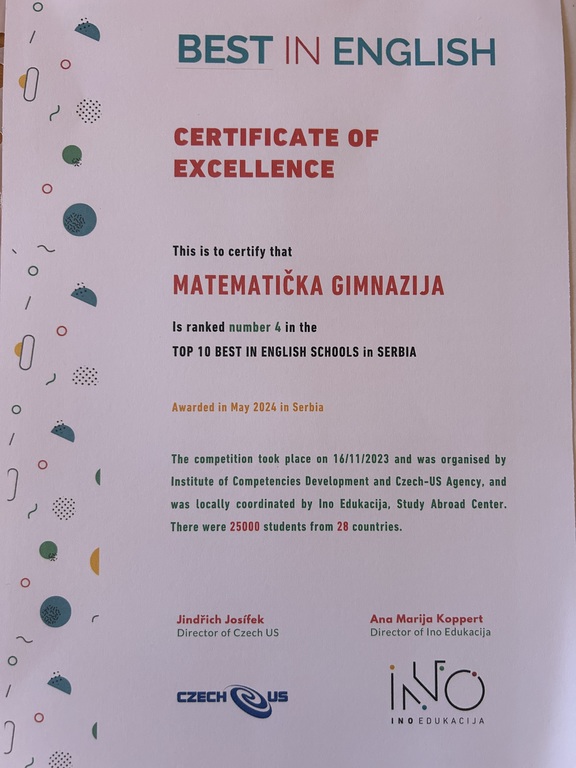 BEST IN ENGLISH
CERTIFICATE OF
EXCELLENCE
This is to certify that
MATEMATIČKA GIMNAZIJA
Is ranked number 4 in the
TOP 10 BEST IN ENGLISH SCHOOLS in SERBIA
Awarded in May 2024 in Serbia
The competition took place on 16/11/2023 and was organised by
Institute of Competencies Development and Czech-US Agency, and
was locally coordinated by Ino Edukacija, Study Abroad Center.
There were 25000 students from 28 countries.
Jindřich Josífek
Director of Czech US
Ana Marija Koppert
Director of Ino Edukacija
CZECH US
INO
INO EDUKACIJA